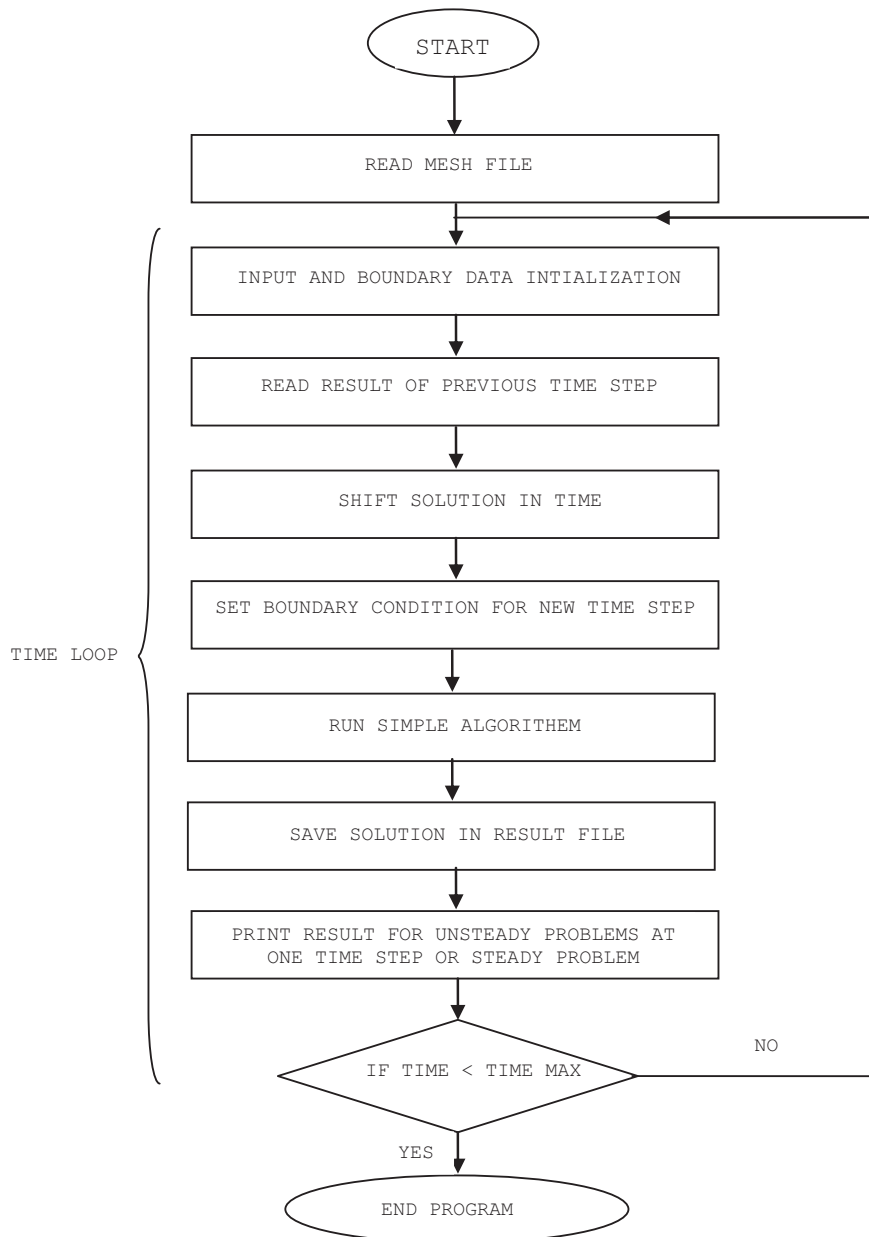 START
READ MESH FILE
INPUT AND BOUNDARY DATA INTIALIZATION
READ RESULT OF PREVIOUS TIME STEP
SHIFT SOLUTION IN TIME
SET BOUNDARY CONDITION FOR NEW TIME STEP
TIME LOOP
RUN SIMPLE ALGORITHEM
SAVE SOLUTION IN RESULT FILE
PRINT RESULT FOR UNSTEADY PROBLEMS AT
ONE TIME STEP OR STEADY PROBLEM
NO
IF TIME < TIME MAX
YES
END PROGRAM